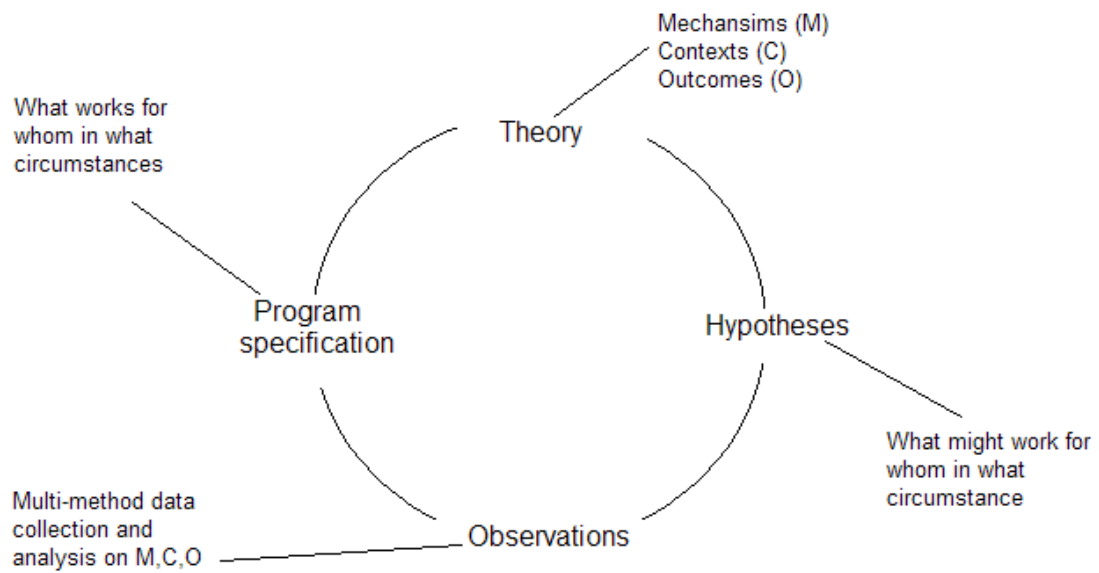 Mechansims (M)
Contexts (C)
Outcomes (O)
Theory
What works for
whom in what
circumstances
Program
specification
Hypotheses
What might work for
whom in what
circumstance
Observations
Multi-method data
collection and
analysis on M,C,O